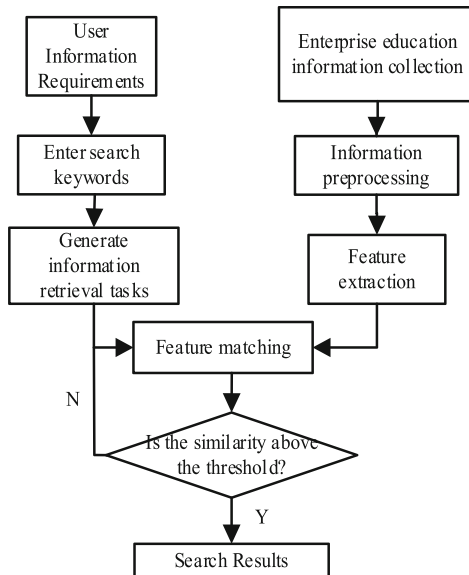 User
Information
Requirements
Enterprise education
information collection
Enter search
keywords
Information
preprocessing
Generate
information
retrieval tasks
Feature
extraction
Feature matching
N
Is the similarity above
the threshold?
Y
Search Results